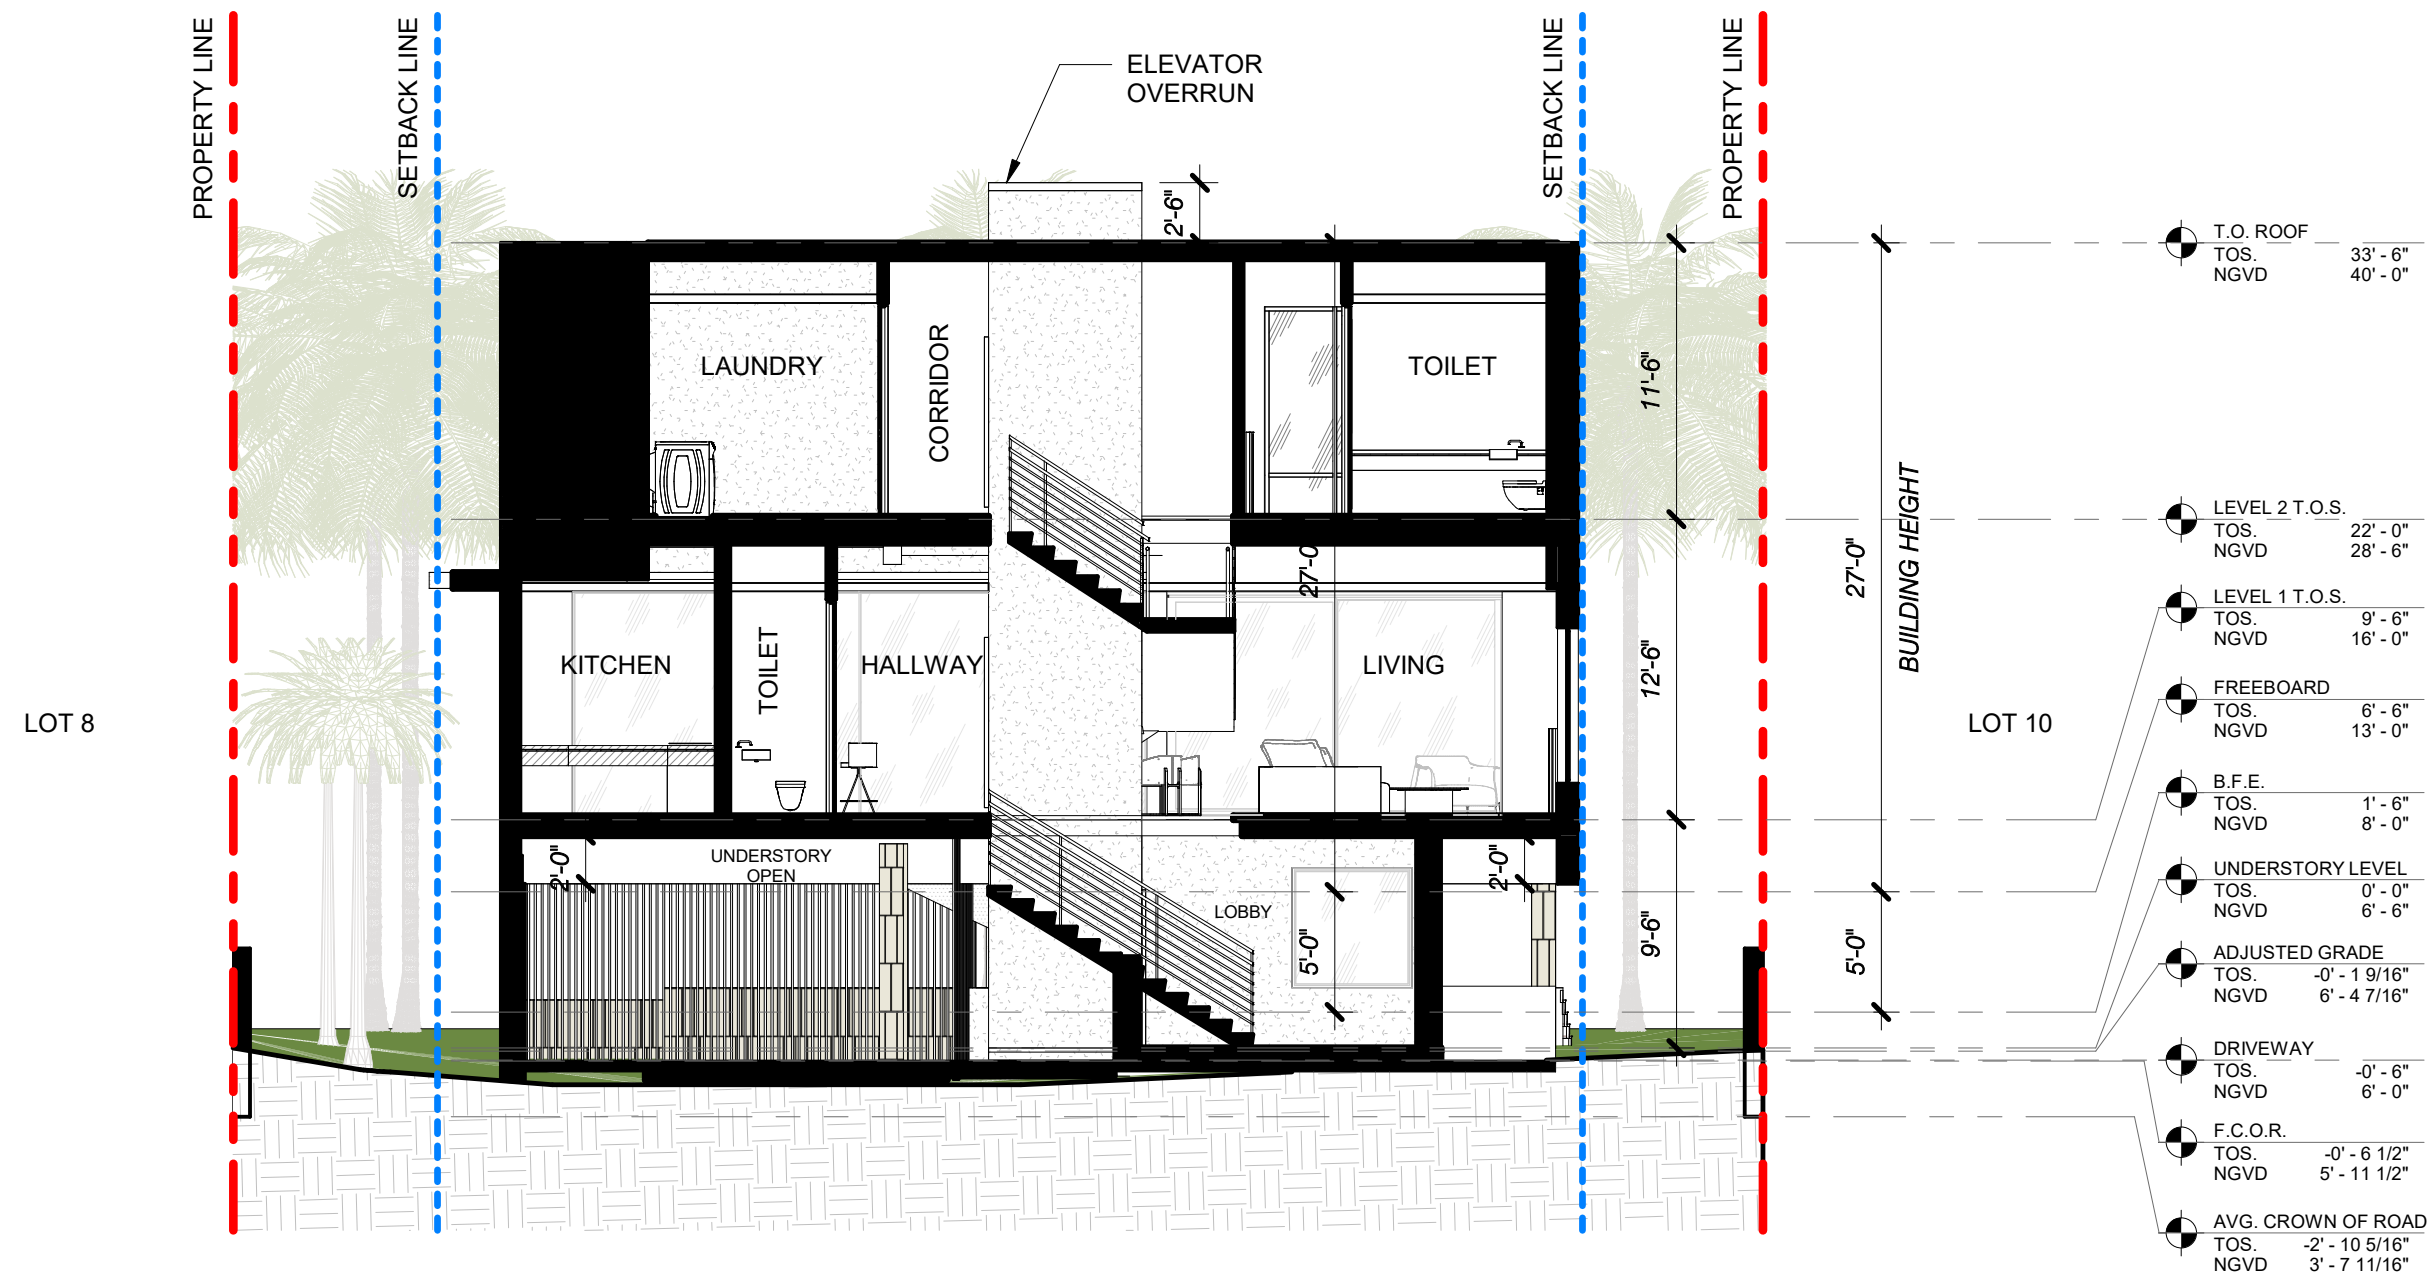 PROPERTY LINE
SETBACK LINE
ELEVATOR
OVERRUN
SETBACK LINE
PROPERTY LINE
2'-6"
T.O. ROOF
TOS. 33' - 6"
NGVD 40' - 0"
LAUNDRY
CORRIDOR
TOILET
11'-6"
LEVEL 2 T.O.S.
TOS. 22' - 0"
NGVD 28' - 6"
27'-0"
27'-0"
BUILDING HEIGHT
LEVEL 1 T.O.S.
TOS. 9' - 6"
NGVD 16' - 0"
KITCHEN
TOILET
HALLWAY
LIVING
12'-6"
LOT 8
LOT 10
FREEBOARD
TOS. 6' - 6"
NGVD 13' - 0"
B.F.E.
TOS. 1' - 6"
NGVD 8' - 0"
2'-0"
UNDERSTORY
OPEN
2'-0"
LOBBY
5'-0"
9'-6"
5'-0"
UNDERSTORY LEVEL
TOS. 0' - 0"
NGVD 6' - 6"
ADJUSTED GRADE
TOS. -0' - 1 9/16"
NGVD 6' - 4 7/16"
DRIVEWAY
TOS. -0' - 6"
NGVD 6' - 0"
F.C.O.R.
TOS. -0' - 6 1/2"
NGVD 5' - 11 1/2"
AVG. CROWN OF ROAD
TOS. -2' - 10 5/16"
NGVD 3' - 7 11/16"